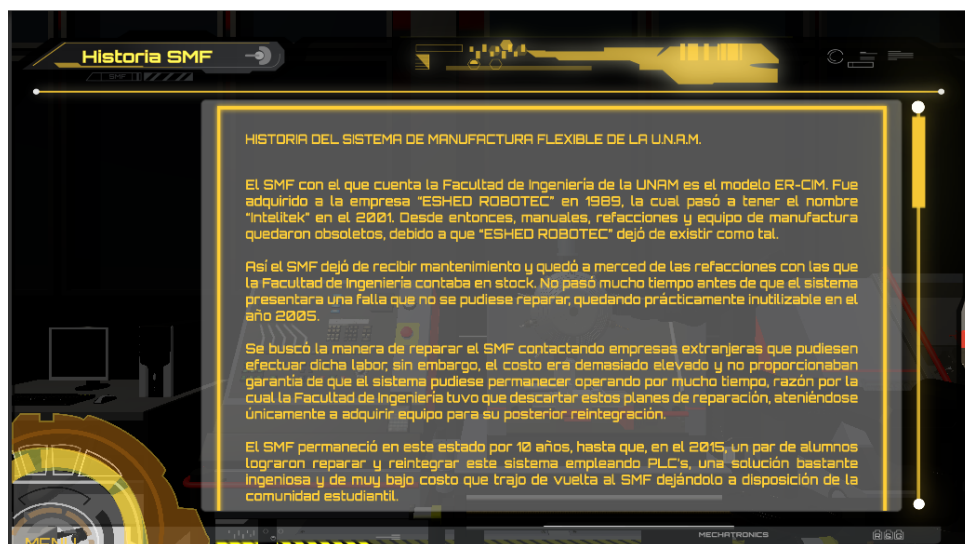 Historia SMF
SMF
HISTORIA DEL SISTEMA DE MANUFACTURA FLEXIBLE DE LA U.N.A.M.
El SMF con el que cuenta la Facultad de Ingeniería de la UNAM es el modelo ER-CIM. Fue
adquirido a la empresa “ESHED ROBOTEC” en 1989, la cual pasó a tener el nombre
“Intelitek” en el 2001. Desde entonces, manuales, refacciones y equipo de manufactura
quedaron obsoletos, debido a que “ESHED ROBOTEC” dejó de existir como tal.
Así el SMF dejó de recibir mantenimiento y quedó a merced de las refacciones con las que
la Facultad de Ingeniería contaba en stock. No pasó mucho tiempo antes de que el sistema
presentara una falla que no se pudiese reparar, quedando prácticamente inutilizable en el
año 2005.
Se buscó la manera de reparar el SMF contactando empresas extranjeras que pudiesen
efectuar dicha labor, sin embargo, el costo era demasiado elevado y no proporcionaban
garantía de que el sistema pudiese permanecer operando por mucho tiempo, razón por la
cual la Facultad de Ingeniería tuvo que descartar estos planes de reparación, ateniéndose
únicamente a adquirir equipo para su posterior reintegración.
El SMF permaneció en este estado por 10 años, hasta que, en el 2015, un par de alumnos
lograron reparar y reintegrar este sistema empleando PLC's, una solución bastante
ingeniosa y de muy bajo costo que trajo de vuelta al SMF dejándolo a disposición de la
comunidad estudiantil.
MECHATRONICS